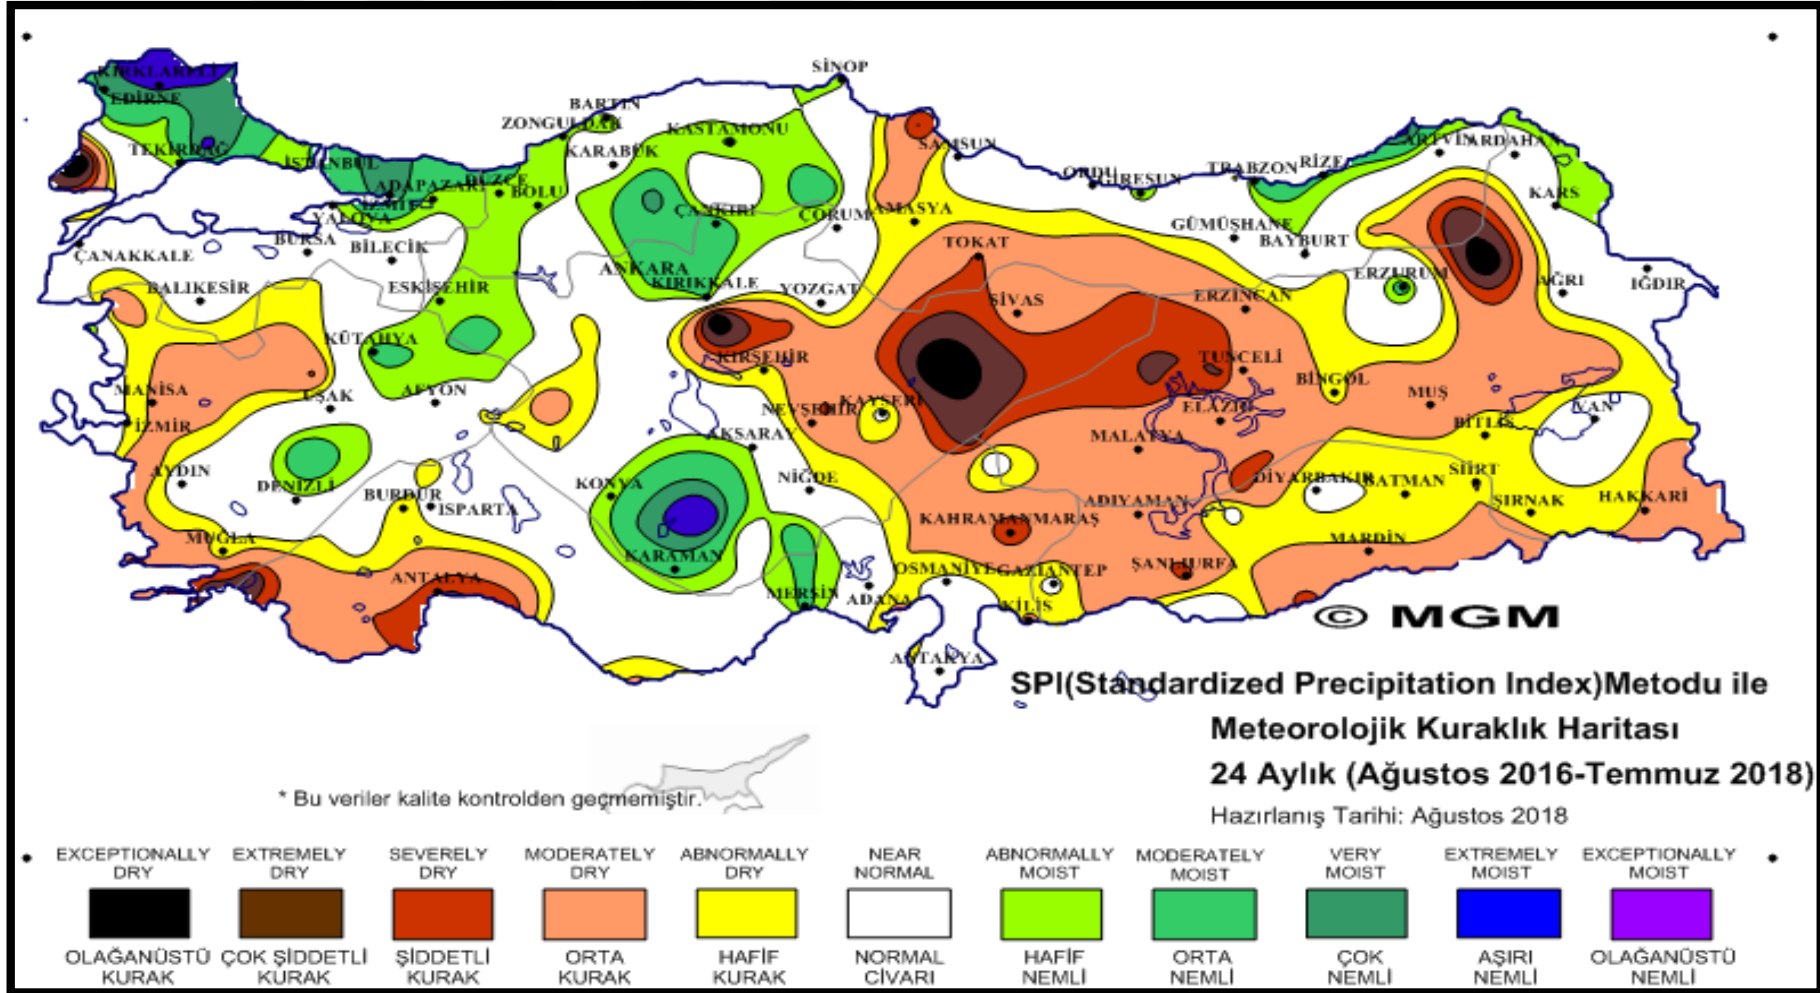 SİNOP
KIRKLARELİ
EDİRNE
BARTIN
ZONGULDAK
KASTAMONU
SAMSUN
TEKİRDAĞ
İSTANBUL
KARABÜK
ARTVİN
ARDAHAN
ADAPAZARI
DÜZCE
BOLU
ORDU
GİRESUN
TRABZON
RİZE
İZMİT
YALOVA
ÇANKIRI
ÇORUM
AMASYA
KARS
BURSA
BİLECİK
TOKAT
GÜMÜŞHANE
BAYBURT
ÇANAKKALE
ANKARA
ERZURUM
AĞRI
IĞDIR
BALIKESİR
ESKİŞEHİR
KIRIKKALE
YOZGAT
SİVAS
ERZİNCAN
KÜTAHYA
KIRŞEHİR
TUNCELİ
MANİSA
UŞAK
AFYON
NEVŞEHİR
KAYSERİ
BİNGÖL
MUŞ
VAN
İZMİR
AKSARAY
MALATYA
ELAZIĞ
BİTLİS
AYDIN
DENİZLİ
BURDUR
ISPARTA
KONYA
NİĞDE
DİYARBAKIR
BATMAN
SİİRT
ŞIRNAK
HAKKARİ
ADIYAMAN
KAHRAMANMARAŞ
MUĞLA
ANTALYA
KARAMAN
MERSİN
ADANA
OSMANİYE
GAZİANTEP
ŞANLIURFA
MARDİN
KİLİS
ANTAKYA
© MGM
SPI(Standardized Precipitation Index)Metodu ile
Meteorolojik Kuraklık Haritası
24 Aylık (Ağustos 2016-Temmuz 2018)
Hazırlanış Tarihi: Ağustos 2018
* Bu veriler kalite kontrolden geçmemiştir.
EXCEPTIONALLY DRY
EXTREMELY DRY
SEVERELY DRY
MODERATELY DRY
ABNORMALLY DRY
NEAR NORMAL
ABNORMALLY MOIST
MODERATELY MOIST
VERY MOIST
EXTREMELY MOIST
EXCEPTIONALLY MOIST
OLAĞANÜSTÜ KURAK
ÇOK ŞİDDETLİ KURAK
ŞİDDETLİ KURAK
ORTA KURAK
HAFİF KURAK
NORMAL CİVARI
HAFİF NEMLİ
ORTA NEMLİ
ÇOK NEMLİ
AŞIRI NEMLİ
OLAĞANÜSTÜ NEMLİ